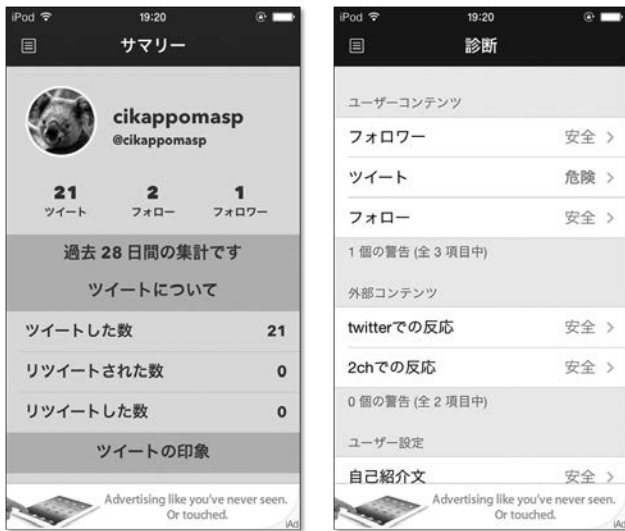 iPod 19:20
サマリー
cikappomasp
@cikappomasp
21 2 1
ツイート フォロー フォロワー
過去 28 日間の集計です
ツイートについて
ツイートした数 21
リツイートされた数 0
リツイートした数 0
ツイートの印象
Advertising like you've never seen.
Or touched.
iAd
iPod 19:20
診断
ユーザーコンテンツ
フォロワー 安全
ツイート 危険
フォロー 安全
1 個の警告 (全 3 項目中)
外部コンテンツ
twitterでの反応 安全
2chでの反応 安全
0 個の警告 (全 2 項目中)
ユーザー設定
自己紹介文 安全
Advertising like you've never seen.
Or touched.
iAd